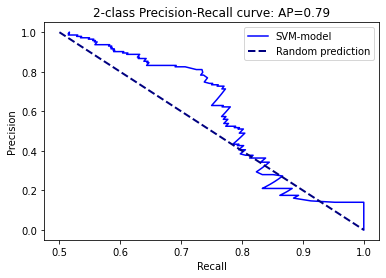 2-class Precision-Recall curve: AP=0.79
SVM-model
Random prediction
Precision
1.0
0.8
0.6
0.4
0.2
0.0
0.5
0.6
0.7
0.8
0.9
1.0
Recall